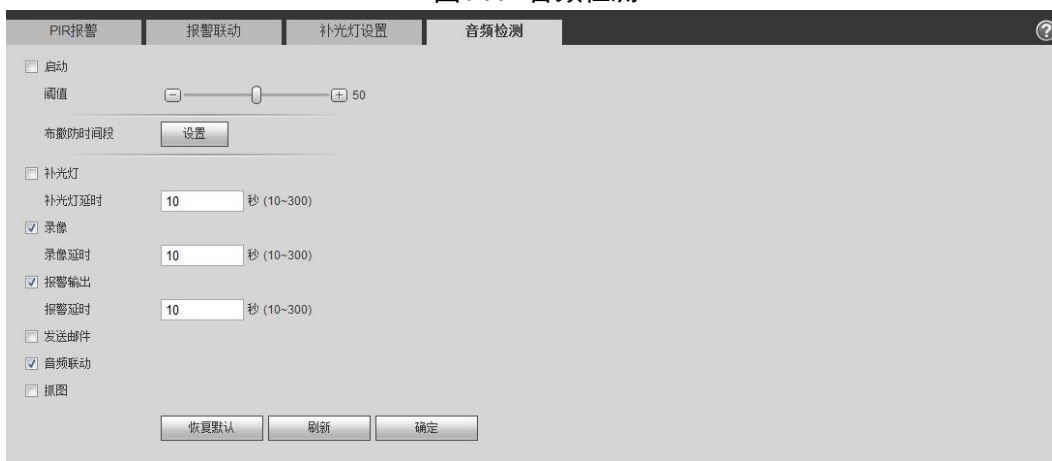 PIR报警 报警联动 补光灯设置 音频检测
启动
阈值 50
布撤防时间段 设置
补光灯
补光灯延时 10 秒 (10~300)
录像
录像延时 10 秒 (10~300)
报警输出
报警延时 10 秒 (10~300)
发送邮件
音频联动
抓图
恢复默认 刷新 确定